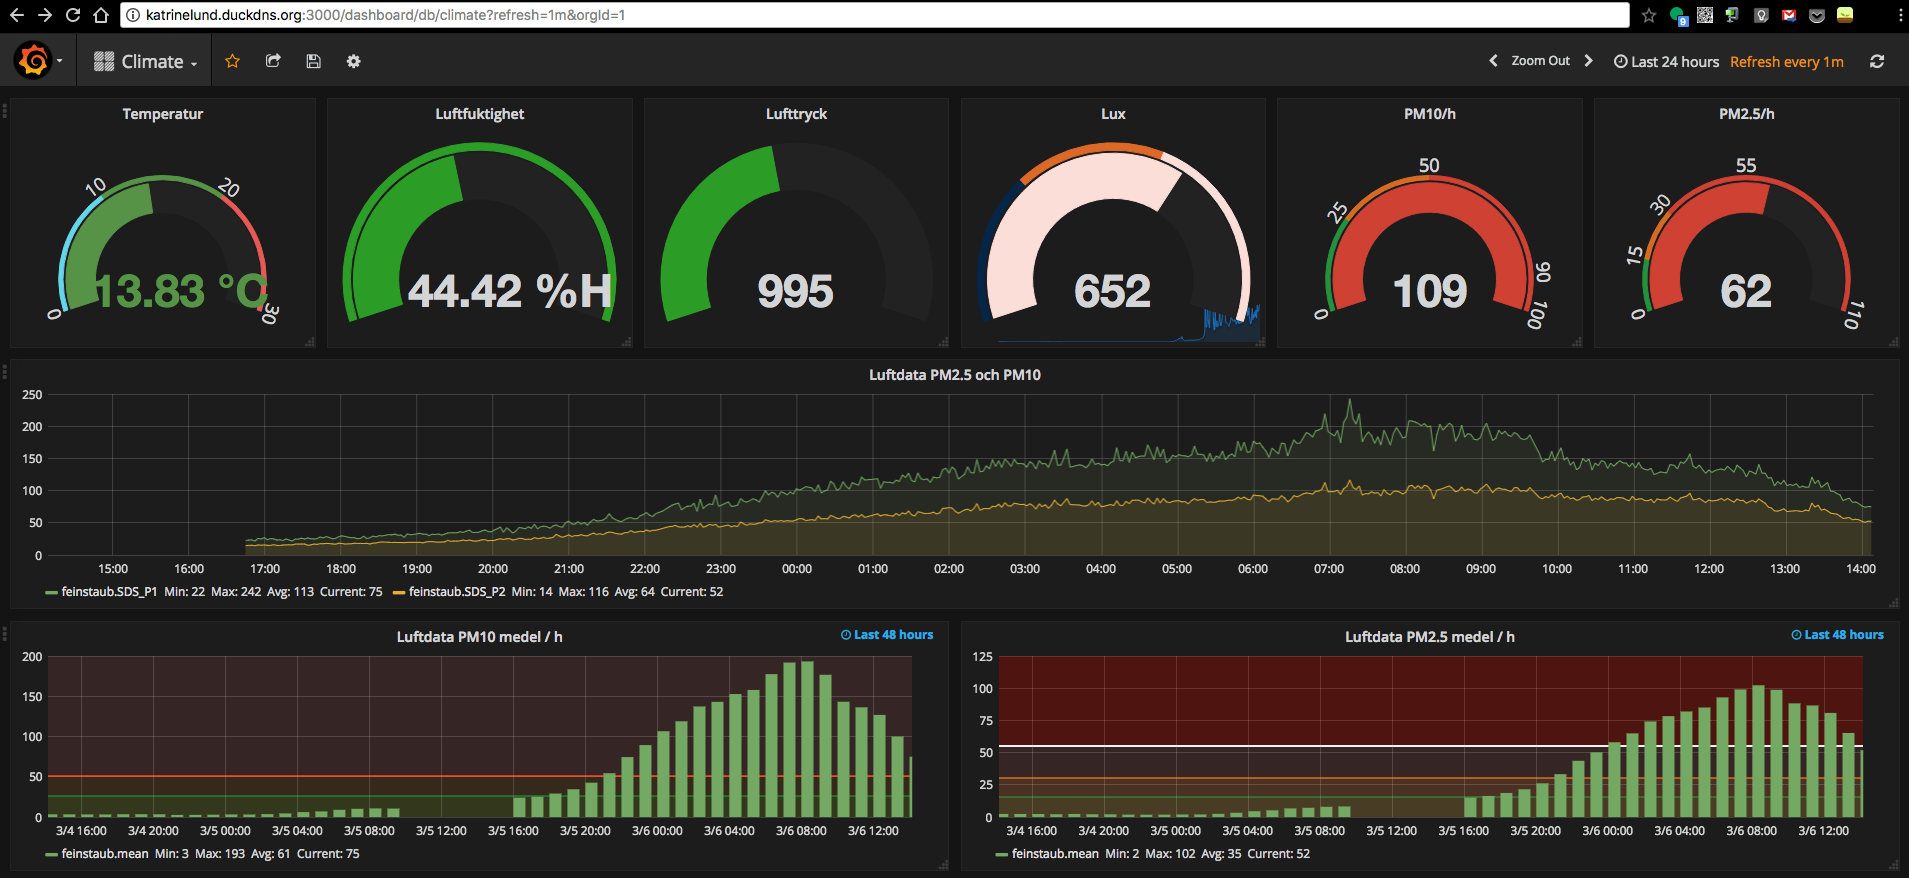 katrinelund.duckdns.org:3000/dashboard/db/climate?refresh=1m&orgId=1
9
Climate
Zoom Out
Last 24 hours Refresh every 1m
Temperatur
0 10 20 30
13.83 °C
Luftfuktighet
44.42 %H
Lufttryck
995
Lux
652
PM10/h
0 25 50 90 100
109
PM2.5/h
0 15 30 55 110
62
Luftdata PM2.5 och PM10
250
200
150
100
50
0
15:00 16:00 17:00 18:00 19:00 20:00 21:00 22:00 23:00 00:00 01:00 02:00 03:00 04:00 05:00 06:00 07:00 08:00 09:00 10:00 11:00 12:00 13:00 14:00
feinstaub.SDS_P1 Min: 22 Max: 242 Avg: 113 Current: 75 feinstaub.SDS_P2 Min: 14 Max: 116 Avg: 64 Current: 52
Luftdata PM10 medel / h
Last 48 hours
200
150
100
50
0
3/4 16:00 3/4 20:00 3/5 00:00 3/5 04:00 3/5 08:00 3/5 12:00 3/5 16:00 3/5 20:00 3/6 00:00 3/6 04:00 3/6 08:00 3/6 12:00
feinstaub.mean Min: 3 Max: 193 Avg: 61 Current: 75
Luftdata PM2.5 medel / h
Last 48 hours
125
100
75
50
25
0
3/4 16:00 3/4 20:00 3/5 00:00 3/5 04:00 3/5 08:00 3/5 12:00 3/5 16:00 3/5 20:00 3/6 00:00 3/6 04:00 3/6 08:00 3/6 12:00
feinstaub.mean Min: 2 Max: 102 Avg: 35 Current: 52